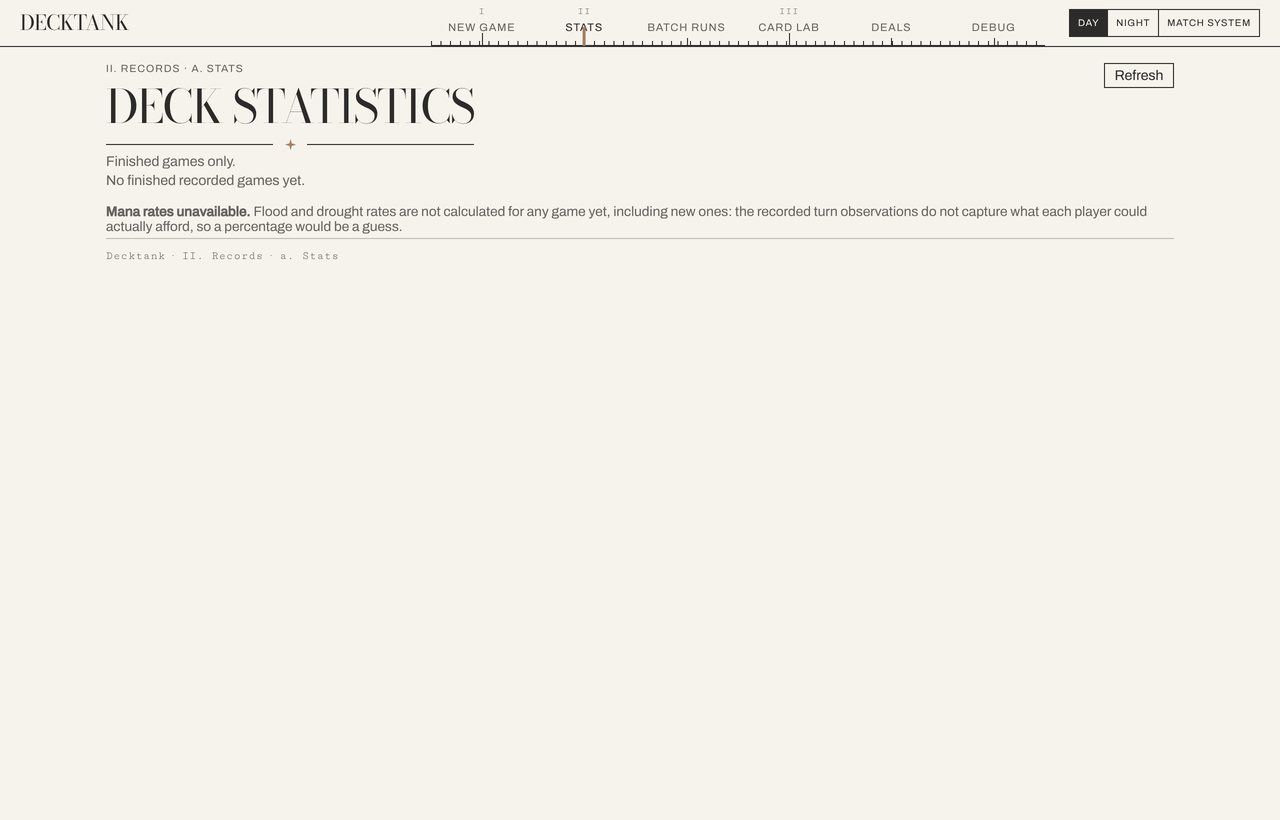 DECKTANK
I
II
III
NEW GAME
STATS
BATCH RUNS
CARD LAB
DEALS
DEBUG
DAY
NIGHT
MATCH SYSTEM
II. RECORDS · A. STATS
Refresh
DECK STATISTICS
Finished games only.
No finished recorded games yet.
Mana rates unavailable. Flood and drought rates are not calculated for any game yet, including new ones: the recorded turn observations do not capture what each player could
actually afford, so a percentage would be a guess.
Decktank · II. Records · a. Stats